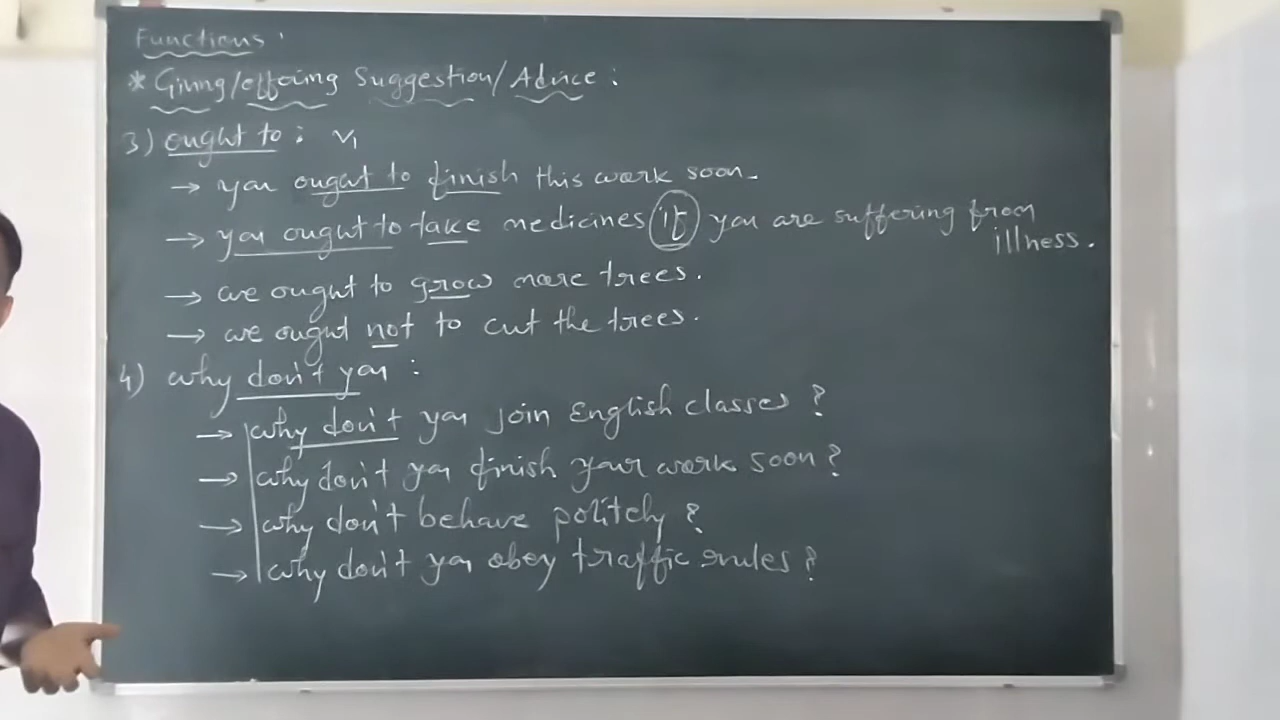 Functions:
* Giving/offering Suggestion/Advice :
3) ought to : V1
→ you ought to finish this work soon.
→ you ought to take medicines if you are suffering from
illness.
→ we ought to grow more trees.
→ we ought not to cut the trees.
4) why don't you :
→ why don't you join English classes ?
→ why don't you finish your work soon ?
→ why don't behave politely ?
→ why don't you obey traffic rules ?